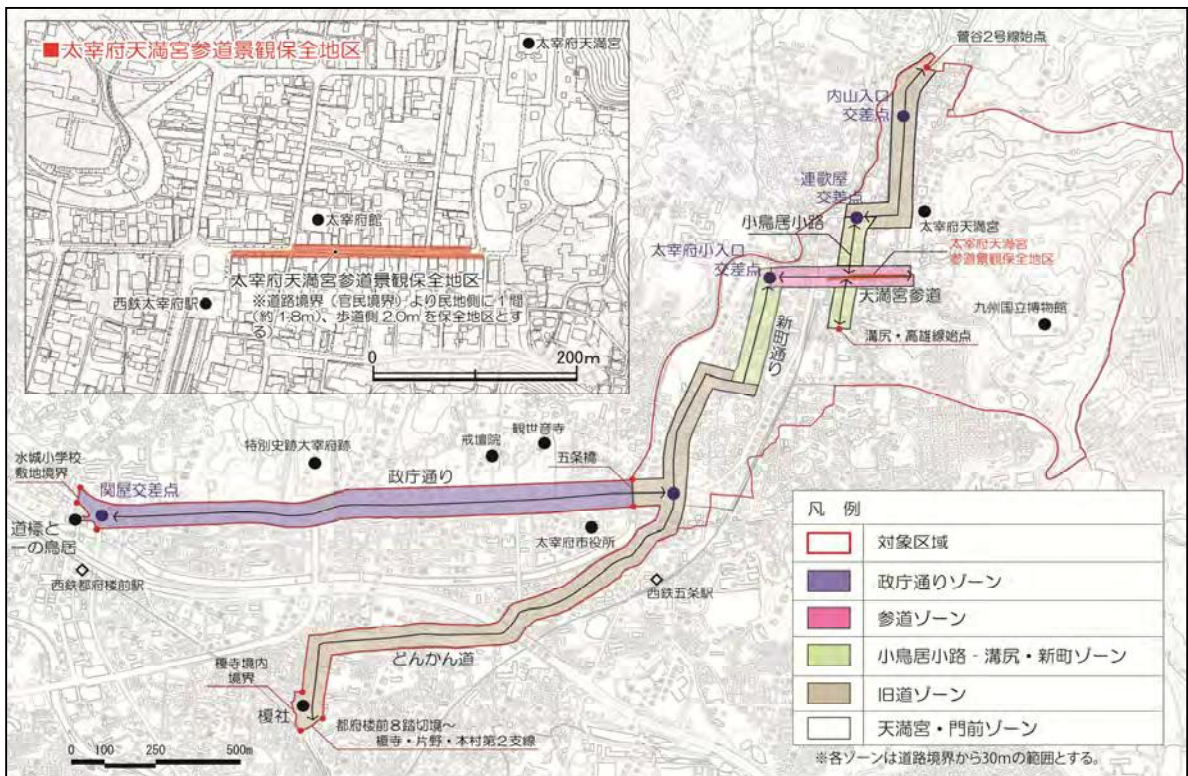 ■太宰府天満宮参道景観保全地区
太宰府天満宮
太宰府館
太宰府天満宮参道景観保全地区
※道路境界（官民境界）より民地側に1間
（約1.8m）、歩道側2.0mを保全地区とす
る
西鉄太宰府駅
0 200m
菅谷2号線始点
内山入口
交差点
連歌屋
交差点
小鳥居小路
太宰府天満宮
太宰府小入口
交差点
太宰府天満宮
参道景観保全地区
天満宮参道
九州国立博物館
新町通り
溝尻・高雄線始点
観世音寺
戒壇院
特別史跡大宰府跡
五条橋
水城小学校
敷地境界
政庁通り
関屋交差点
道標と
一の鳥居
太宰府市役所
西鉄都府楼前駅
西鉄五条駅
どんかん道
榎寺境内
境界
榎社
都府楼前8踏切境～
榎寺・片野・本村第2支線
0 100 250 500m
凡 例
対象区域
政庁通りゾーン
参道ゾーン
小鳥居小路‐溝尻・新町ゾーン
旧道ゾーン
天満宮・門前ゾーン
※各ゾーンは道路境界から30mの範囲とする。